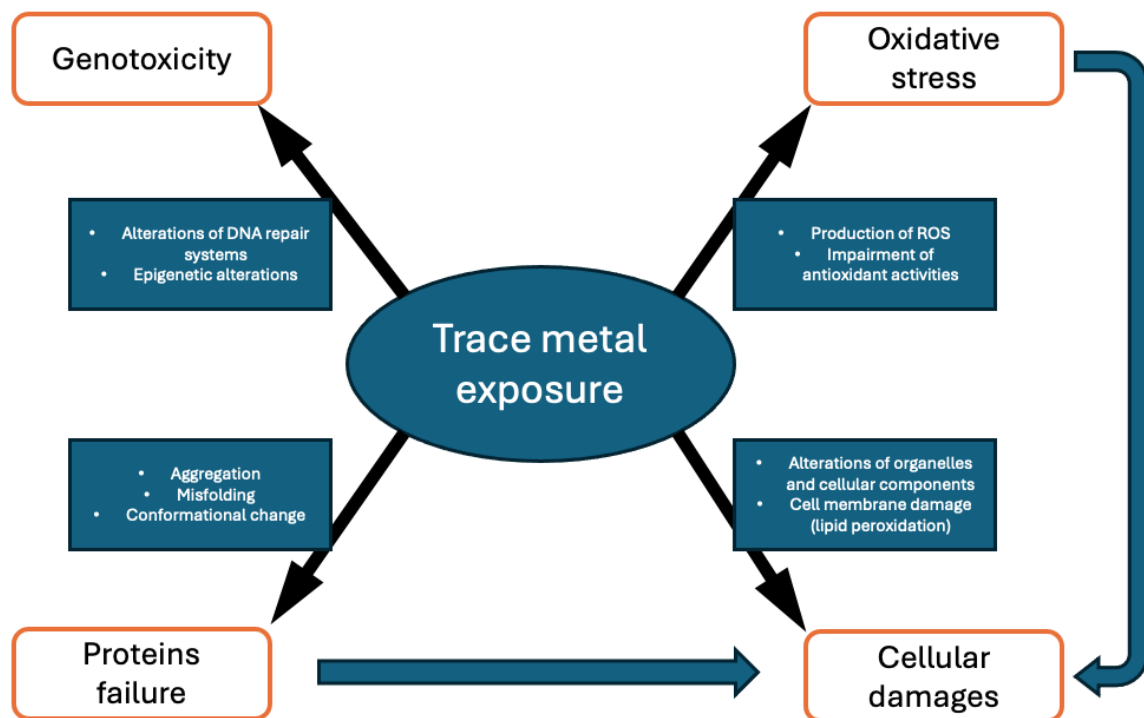 Genotoxicity
Oxidative
stress
• Alterations of DNA repair
systems
• Epigenetic alterations
• Production of ROS
• Impairment of
antioxidant activities
Trace metal
exposure
• Aggregation
• Misfolding
• Conformational change
• Alterations of organelles
and cellular components
• Cell membrane damage
(lipid peroxidation)
Proteins
failure
Cellular
damages